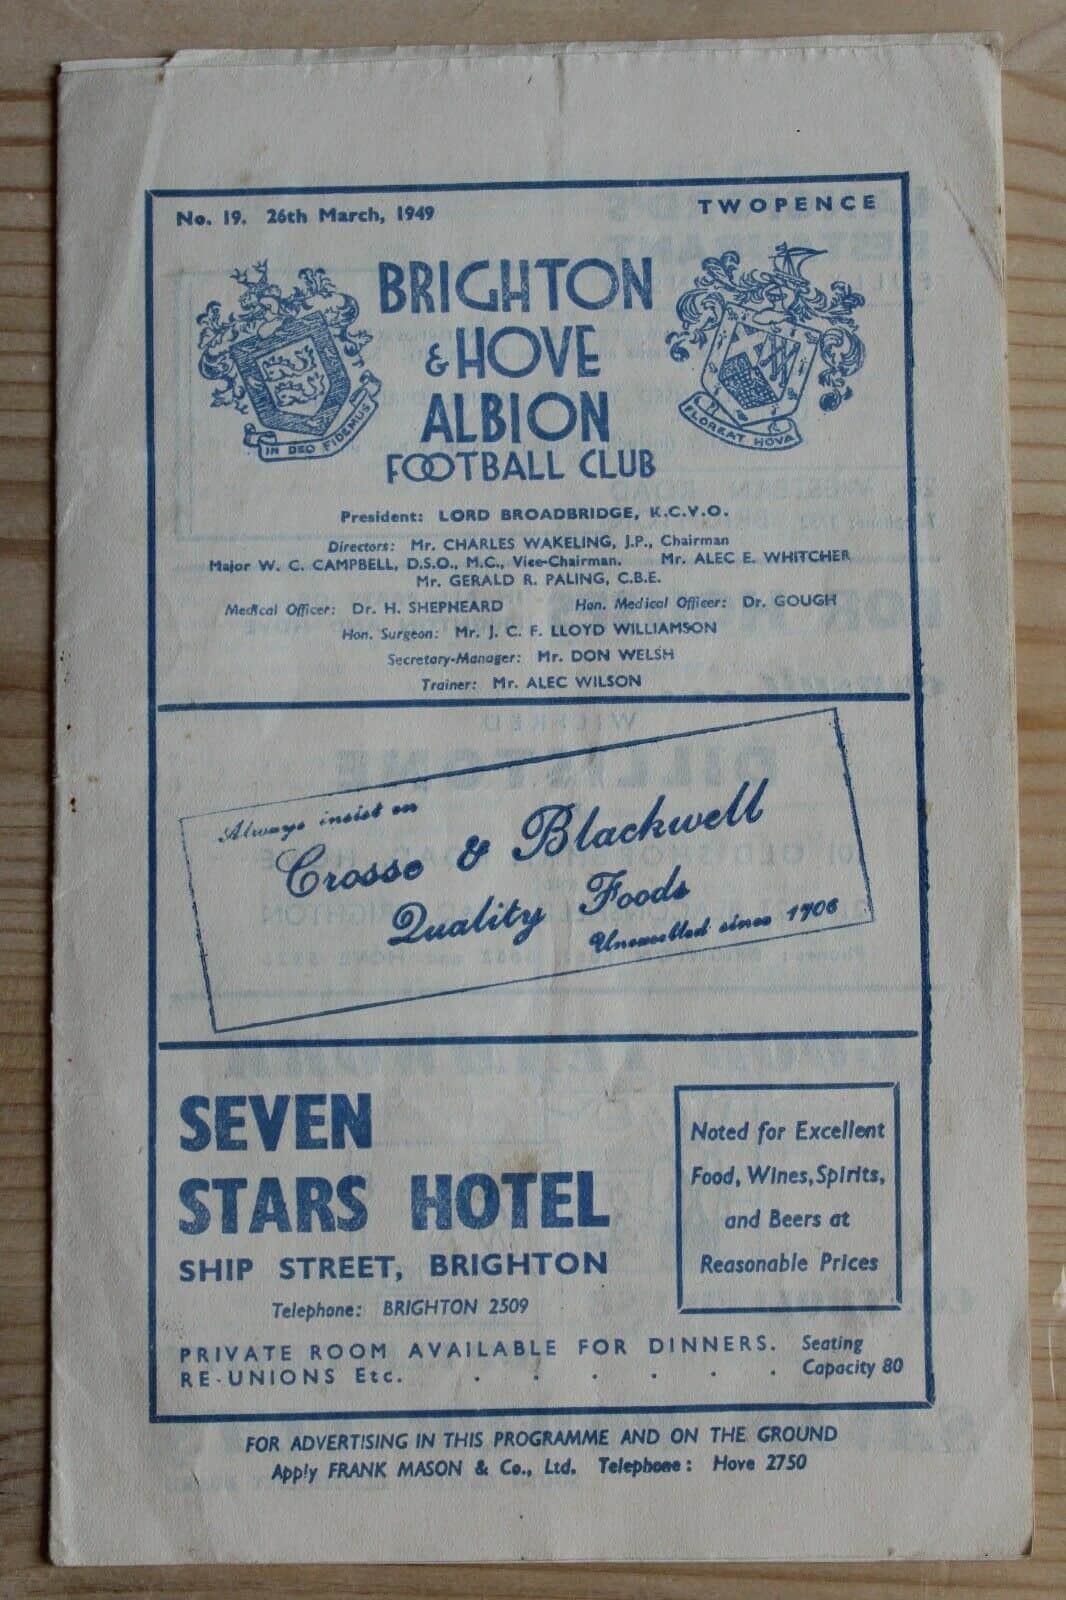 No. 19. 26th March, 1949
TWOPENCE
BRIGHTON
& HOVE
ALBION
FOOTBALL CLUB
IN DEO FIDEMUS
FLOREAT HOVA
President: LORD BROADBRIDGE, K.C.V.O.
Directors: Mr. CHARLES WAKELING, J.P., Chairman
Major W. C. CAMPBELL, D.S.O., M.C., Vice-Chairman. Mr. ALEC E. WHITCHER
Mr. GERALD R. PALING, C.B.E.
Medical Officer: Dr. H. SHEPHEARD Hon. Medical Officer: Dr. GOUGH
Hon. Surgeon: Mr. J. C. F. LLOYD WILLIAMSON
Secretary-Manager: Mr. DON WELSH
Trainer: Mr. ALEC WILSON
Always insist on
Crosse & Blackwell
Quality Foods
Unexcelled since 1706
SEVEN
STARS HOTEL
SHIP STREET, BRIGHTON
Telephone: BRIGHTON 2509
Noted for Excellent
Food, Wines, Spirits,
and Beers at
Reasonable Prices
PRIVATE ROOM AVAILABLE FOR DINNERS.
RE-UNIONS Etc. . . . . . .
Seating
Capacity 80
FOR ADVERTISING IN THIS PROGRAMME AND ON THE GROUND
Apply FRANK MASON & Co., Ltd. Telephone: Hove 2750